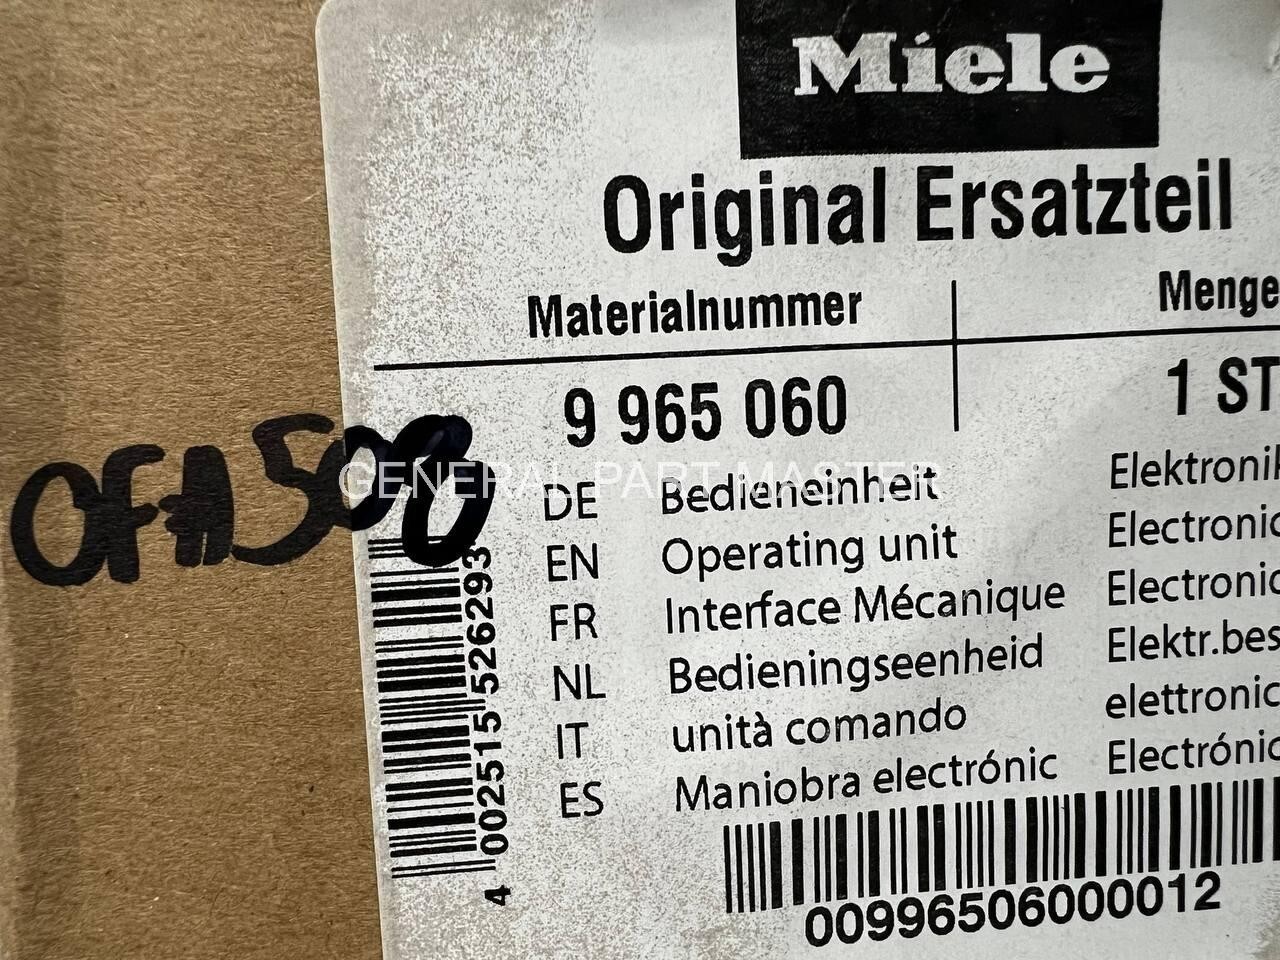 Miele
Original Ersatzteil
Materialnummer Menge
9 965 060 1 ST
GENERAL PART MASTER
DE Bedieneinheit Elektronik
EN Operating unit Electronic
FR Interface Mécanique Electronic
NL Bedieningseenheid Elektr.bes
IT unità comando elettronic
ES Maniobra electrónic Electrónic
4 002515 526293
00996506000012